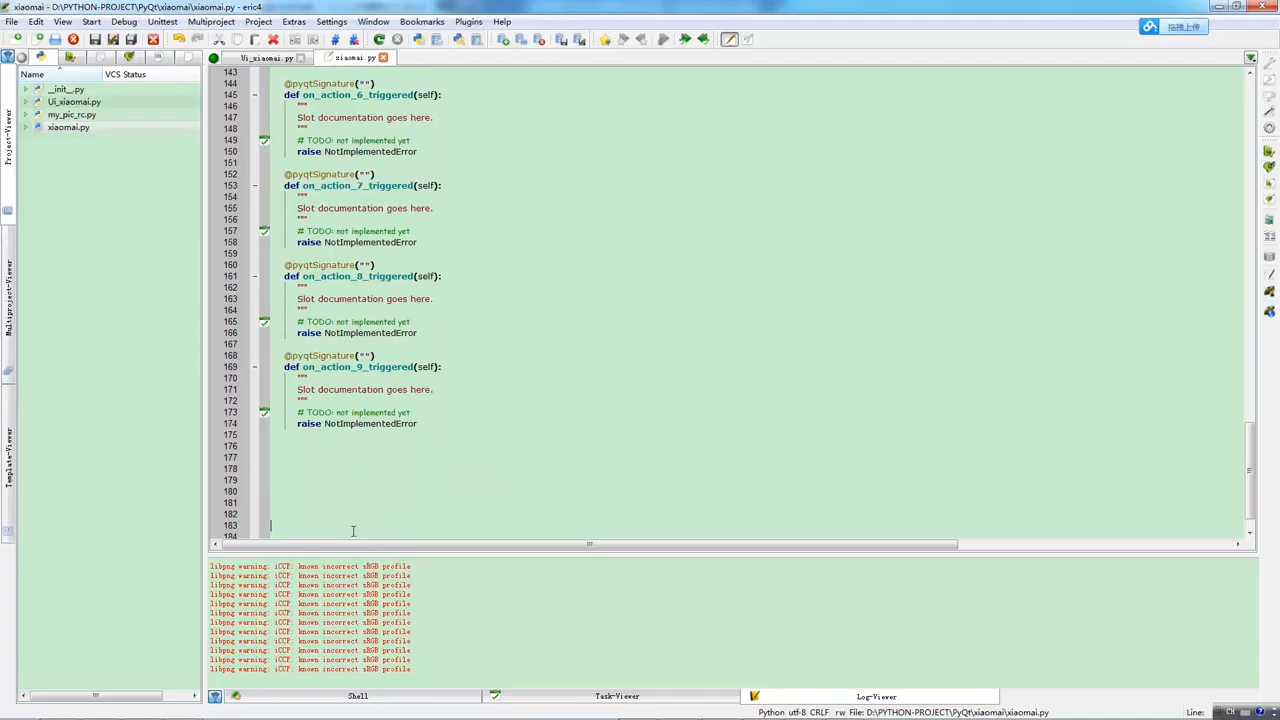 xiaomai - D:\PYTHON-PROJECT\PyQt\xiaomai\xiaomai.py - eric4
File Edit View Start Debug Unittest Multiproject Project Extras Settings Window Bookmarks Plugins Help
拖拽上传
Ui_xiaomai.py xiaomai.py
Name VCS Status
__init__.py
Ui_xiaomai.py
my_pic_rc.py
xiaomai.py
Project-Viewer
Multiproject-Viewer
Template-Viewer
143
144 @pyqtSignature("")
145 def on_action_6_triggered(self):
146 """
147 Slot documentation goes here.
148 """
149 # TODO: not implemented yet
150 raise NotImplementedError
151
152 @pyqtSignature("")
153 def on_action_7_triggered(self):
154 """
155 Slot documentation goes here.
156 """
157 # TODO: not implemented yet
158 raise NotImplementedError
159
160 @pyqtSignature("")
161 def on_action_8_triggered(self):
162 """
163 Slot documentation goes here.
164 """
165 # TODO: not implemented yet
166 raise NotImplementedError
167
168 @pyqtSignature("")
169 def on_action_9_triggered(self):
170 """
171 Slot documentation goes here.
172 """
173 # TODO: not implemented yet
174 raise NotImplementedError
175
176
177
178
179
180
181
182
183
184
libpng warning: iCCP: known incorrect sRGB profile
libpng warning: iCCP: known incorrect sRGB profile
libpng warning: iCCP: known incorrect sRGB profile
libpng warning: iCCP: known incorrect sRGB profile
libpng warning: iCCP: known incorrect sRGB profile
libpng warning: iCCP: known incorrect sRGB profile
libpng warning: iCCP: known incorrect sRGB profile
libpng warning: iCCP: known incorrect sRGB profile
libpng warning: iCCP: known incorrect sRGB profile
libpng warning: iCCP: known incorrect sRGB profile
libpng warning: iCCP: known incorrect sRGB profile
libpng warning: iCCP: known incorrect sRGB profile
Shell Task-Viewer Log-Viewer
Python utf-8 CRLF rw File: D:\PYTHON-PROJECT\PyQt\xiaomai\xiaomai.py Line: CH